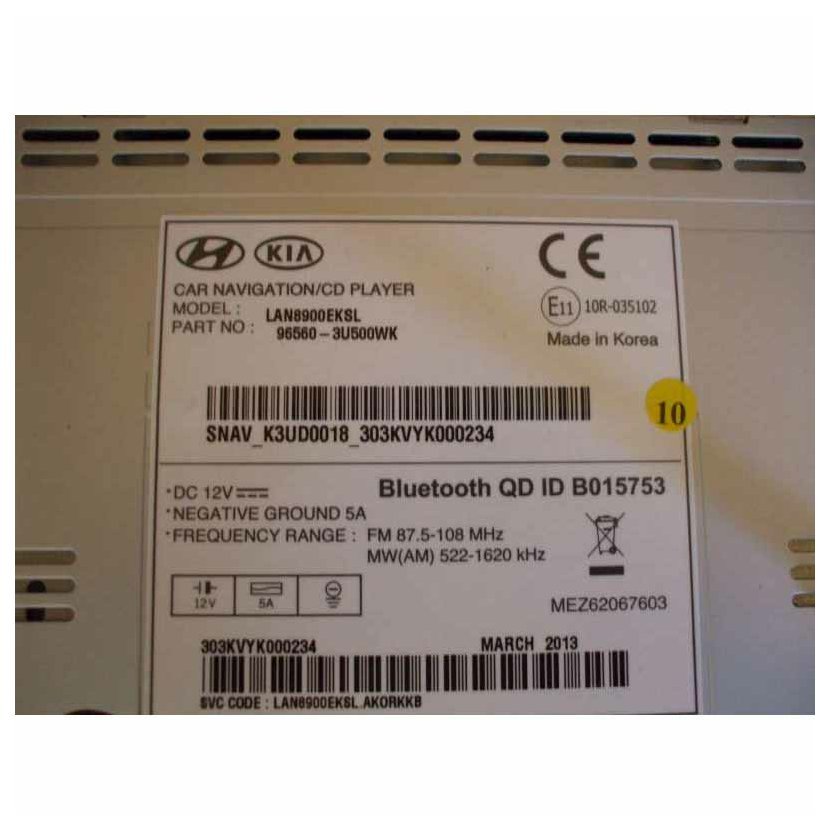 KIA
CE
CAR NAVIGATION/CD PLAYER
MODEL : LAN8900EKSL
PART NO : 96560-3U500WK
E11 10R-035102
Made in Korea
10
SNAV_K3UD0018_303KVYK000234
·DC 12V
Bluetooth QD ID B015753
·NEGATIVE GROUND 5A
·FREQUENCY RANGE : FM 87.5-108 MHz
MW(AM) 522-1620 kHz
12V 5A
MEZ62067603
303KVYK000234 MARCH 2013
SVC CODE : LAN8900EKSL.AKORKKB